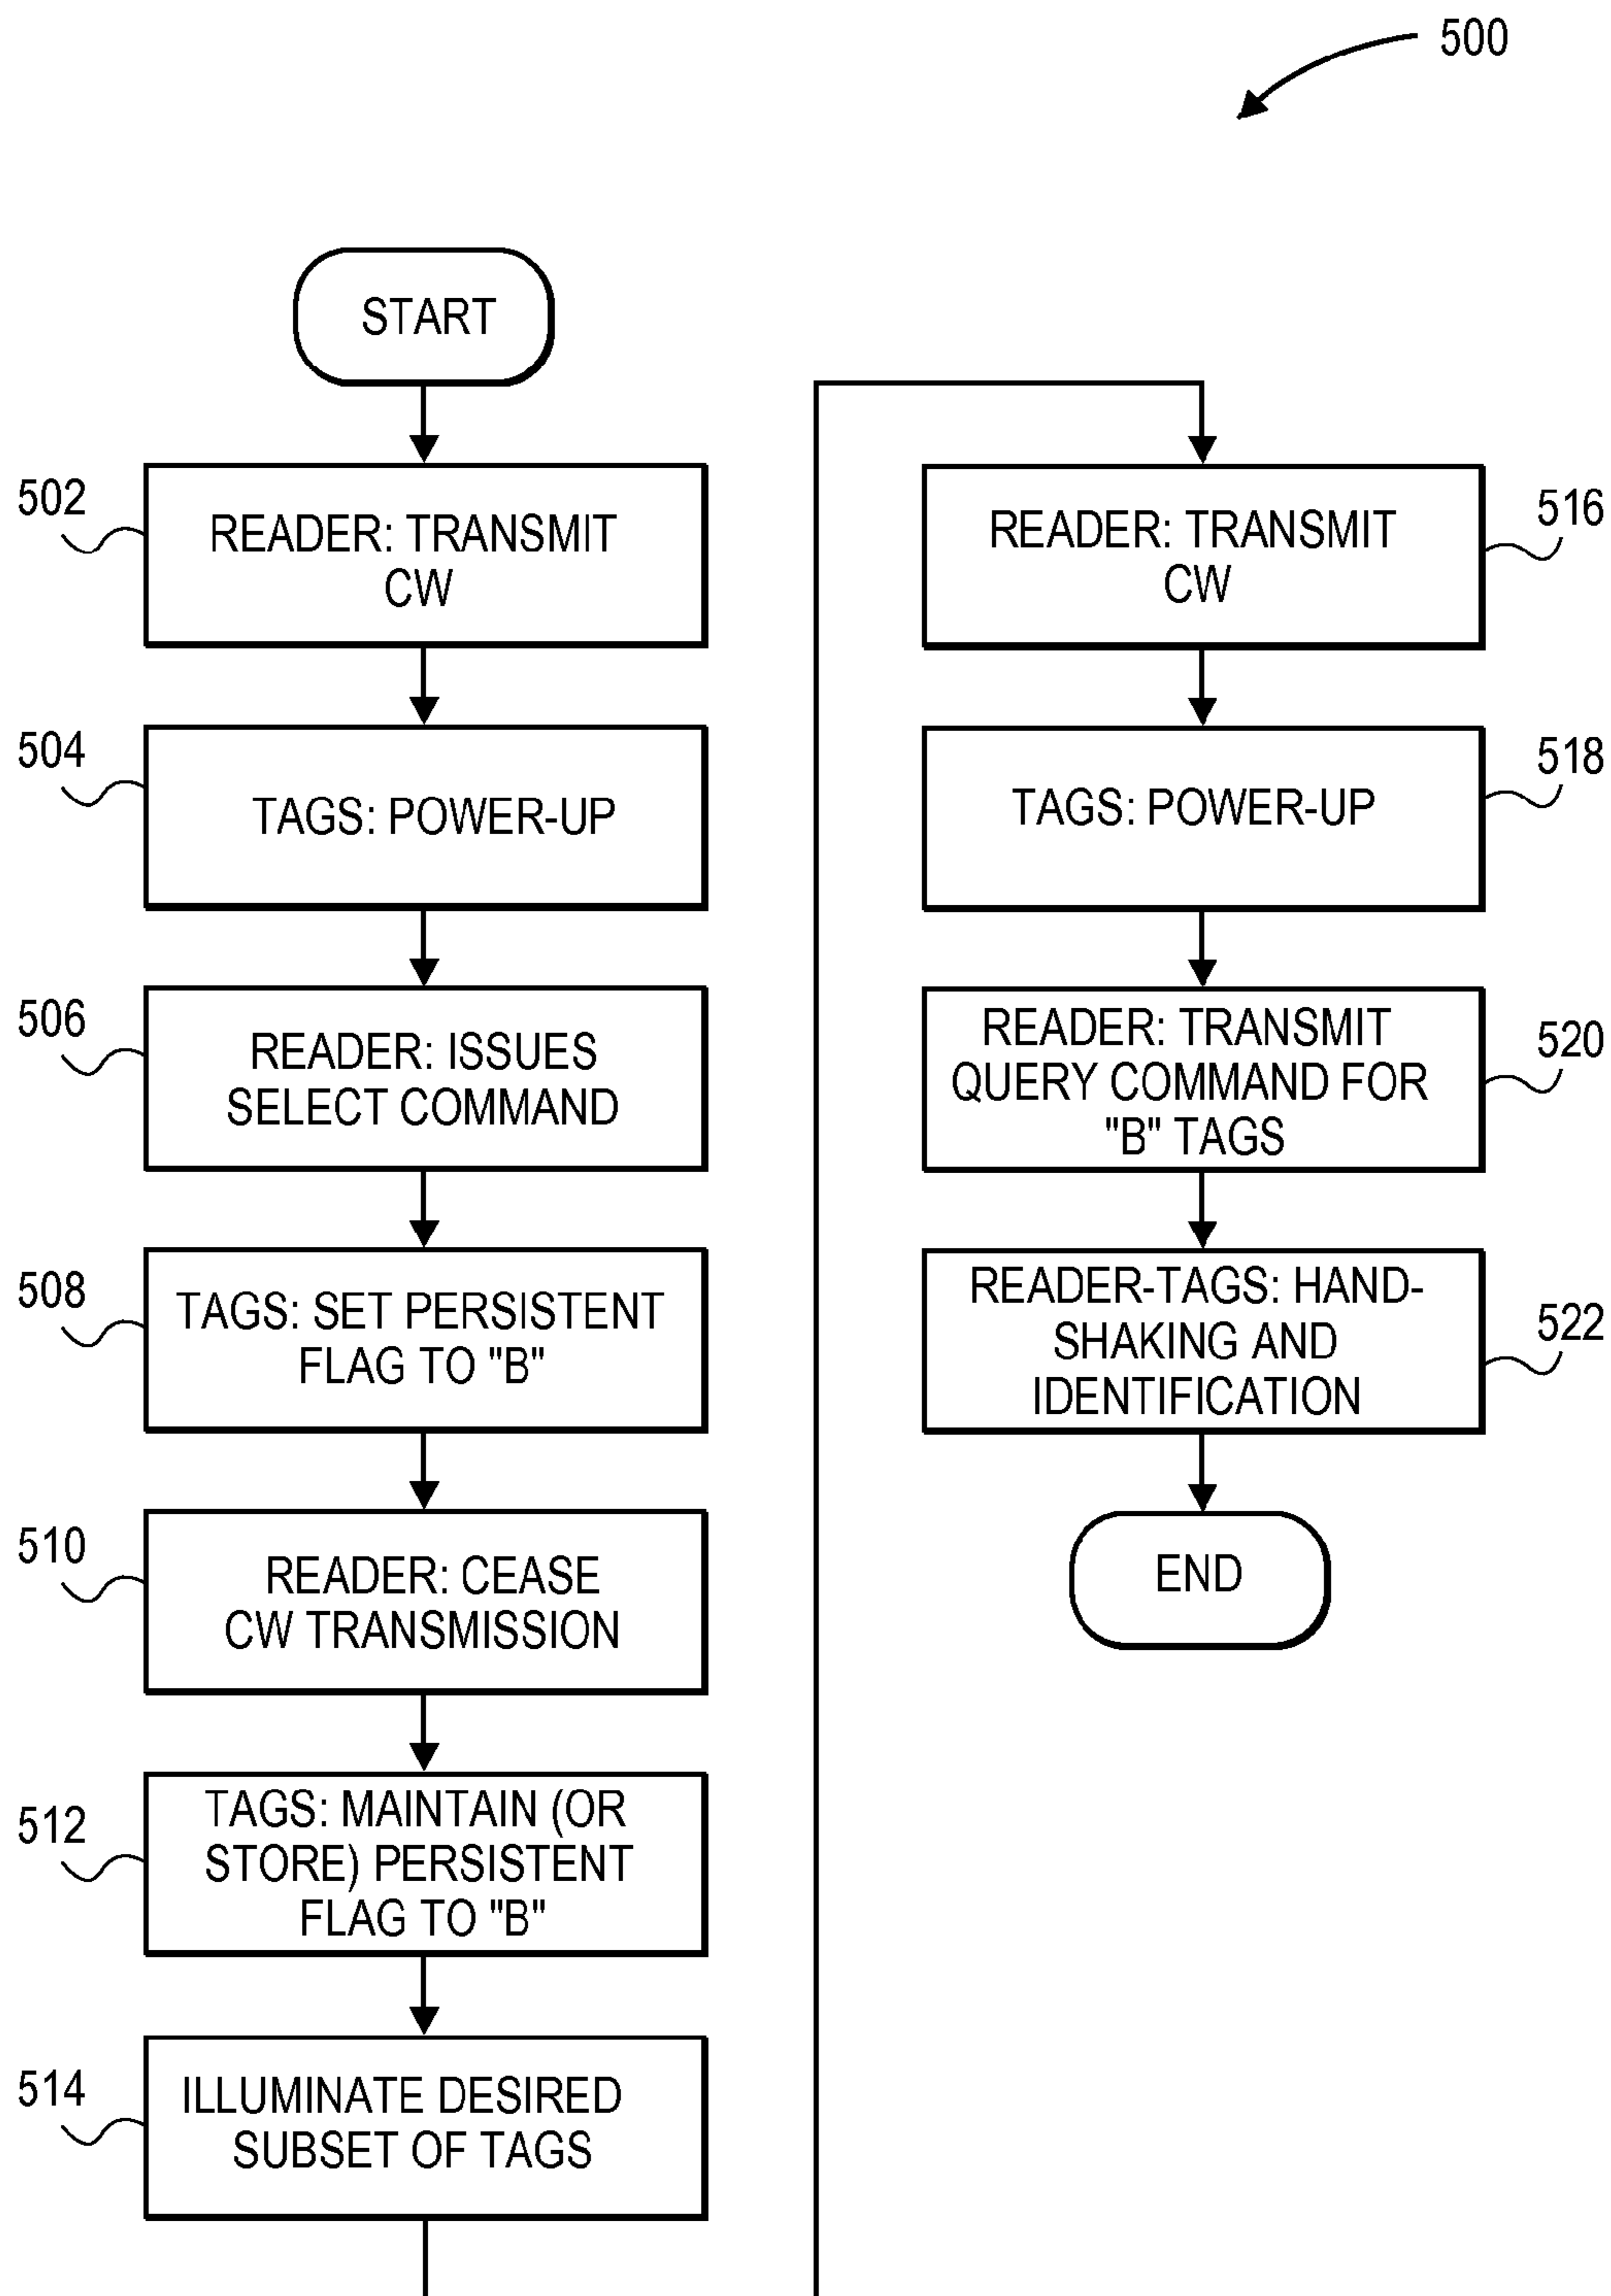 500
START
502
READER: TRANSMIT
CW
504
TAGS: POWER-UP
506
READER: ISSUES
SELECT COMMAND
508
TAGS: SET PERSISTENT
FLAG TO "B"
510
READER: CEASE
CW TRANSMISSION
512
TAGS: MAINTAIN (OR
STORE) PERSISTENT
FLAG TO "B"
514
ILLUMINATE DESIRED
SUBSET OF TAGS
516
READER: TRANSMIT
CW
518
TAGS: POWER-UP
520
READER: TRANSMIT
QUERY COMMAND FOR
"B" TAGS
522
READER-TAGS: HAND-
SHAKING AND
IDENTIFICATION
END